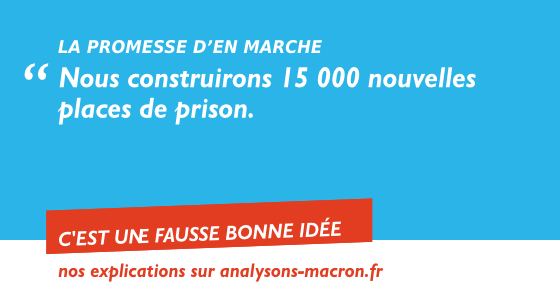 LA PROMESSE D’EN MARCHE
“ Nous construirons 15 000 nouvelles
places de prison.
C'EST UNE FAUSSE BONNE IDÉE
nos explications sur analysons-macron.fr